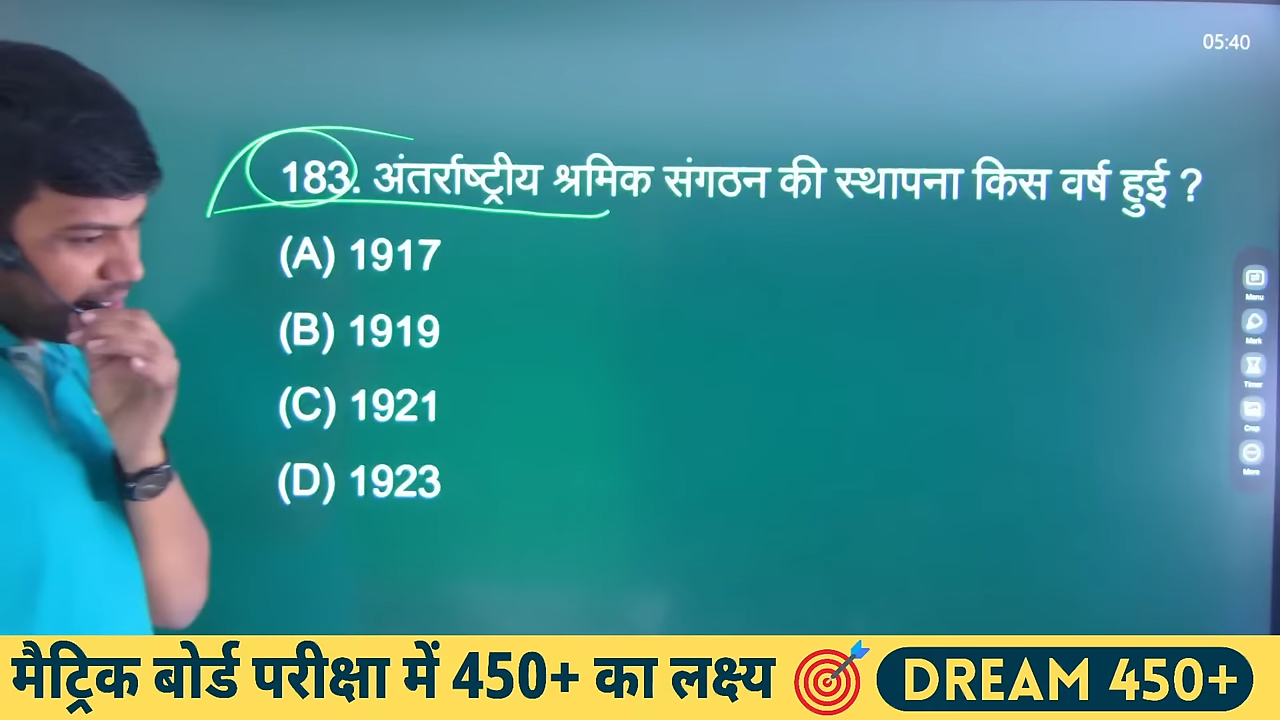 05:40
183. अंतर्राष्ट्रीय श्रमिक संगठन की स्थापना किस वर्ष हुई ?
(A) 1917
(B) 1919
(C) 1921
(D) 1923
Menu
Mark
Timer
Crop
More
मैट्रिक बोर्ड परीक्षा में 450+ का लक्ष्य DREAM 450+